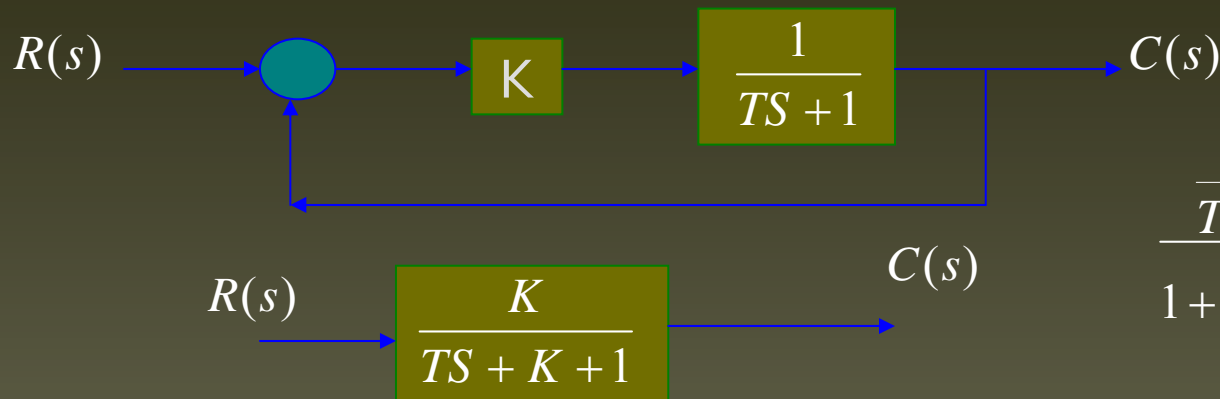 R(s)
K
1
TS + 1
C(s)
T
1 +
R(s)
K
TS + K + 1
C(s)